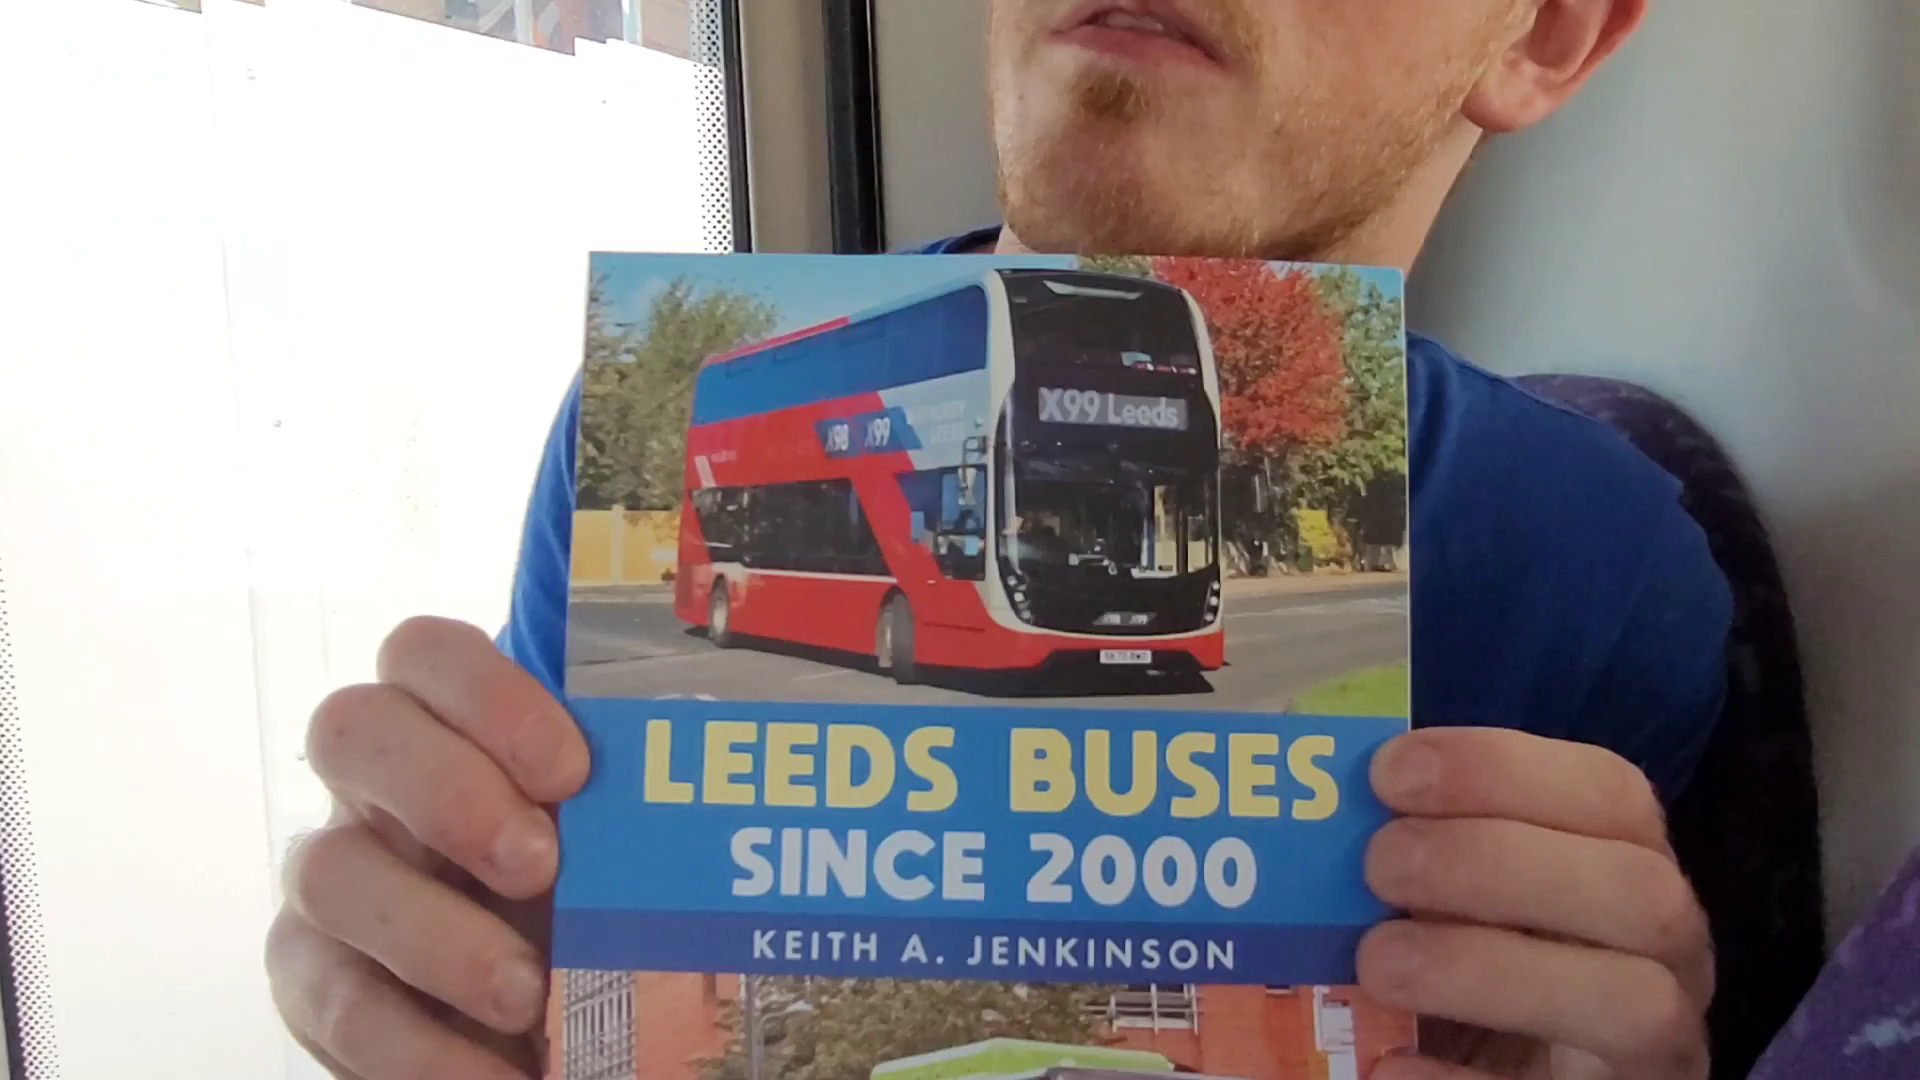 X99 Leeds
X98 X99
LEEDS BUSES
SINCE 2000
KEITH A. JENKINSON